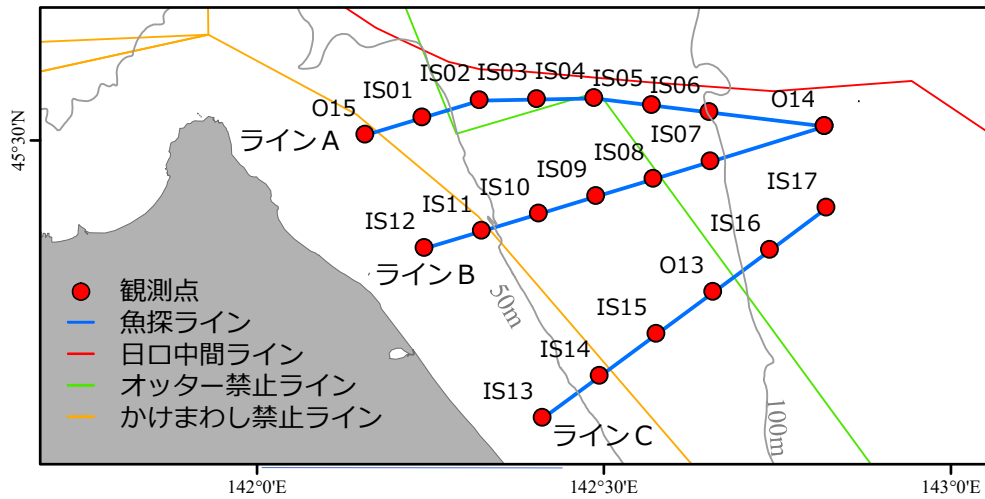 IS04
IS02
IS03
IS05
IS06
IS01
O15
O14
ラインA
45°30'N
IS07
IS08
IS09
IS10
IS17
IS11
IS12
IS16
ラインB
O13
50m
観測点
魚探ライン
IS15
日ロ中間ライン
IS14
オッター禁止ライン
IS13
かけまわし禁止ライン
ラインC
100m
142°0'E
142°30'E
143°0'E